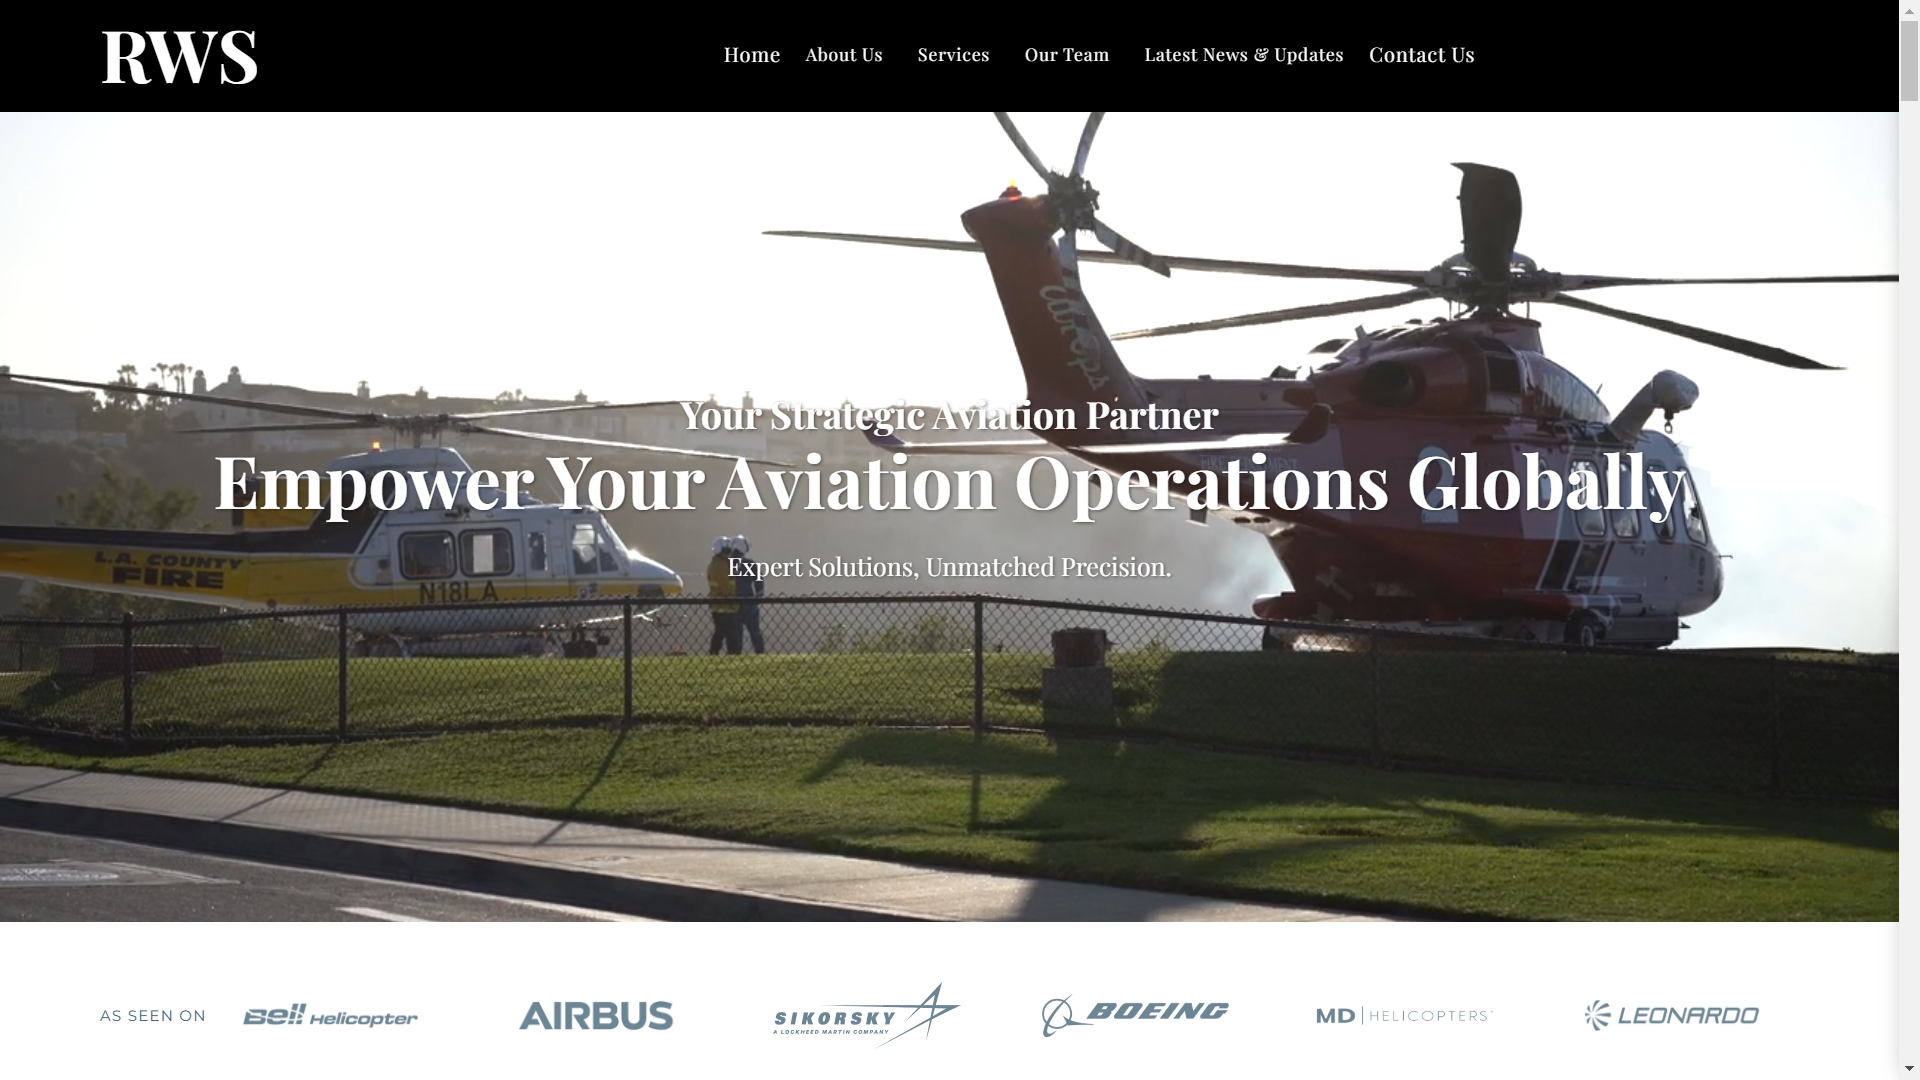 RWS
Home About Us Services Our Team Latest News & Updates Contact Us
Your Strategic Aviation Partner
Empower Your Aviation Operations Globally
Expert Solutions, Unmatched Precision.
L.A. COUNTY
FIRE
N18LA
AS SEEN ON
Bell Helicopter
AIRBUS
SIKORSKY
A LOCKHEED MARTIN COMPANY
BOEING
MD HELICOPTERS
LEONARDO